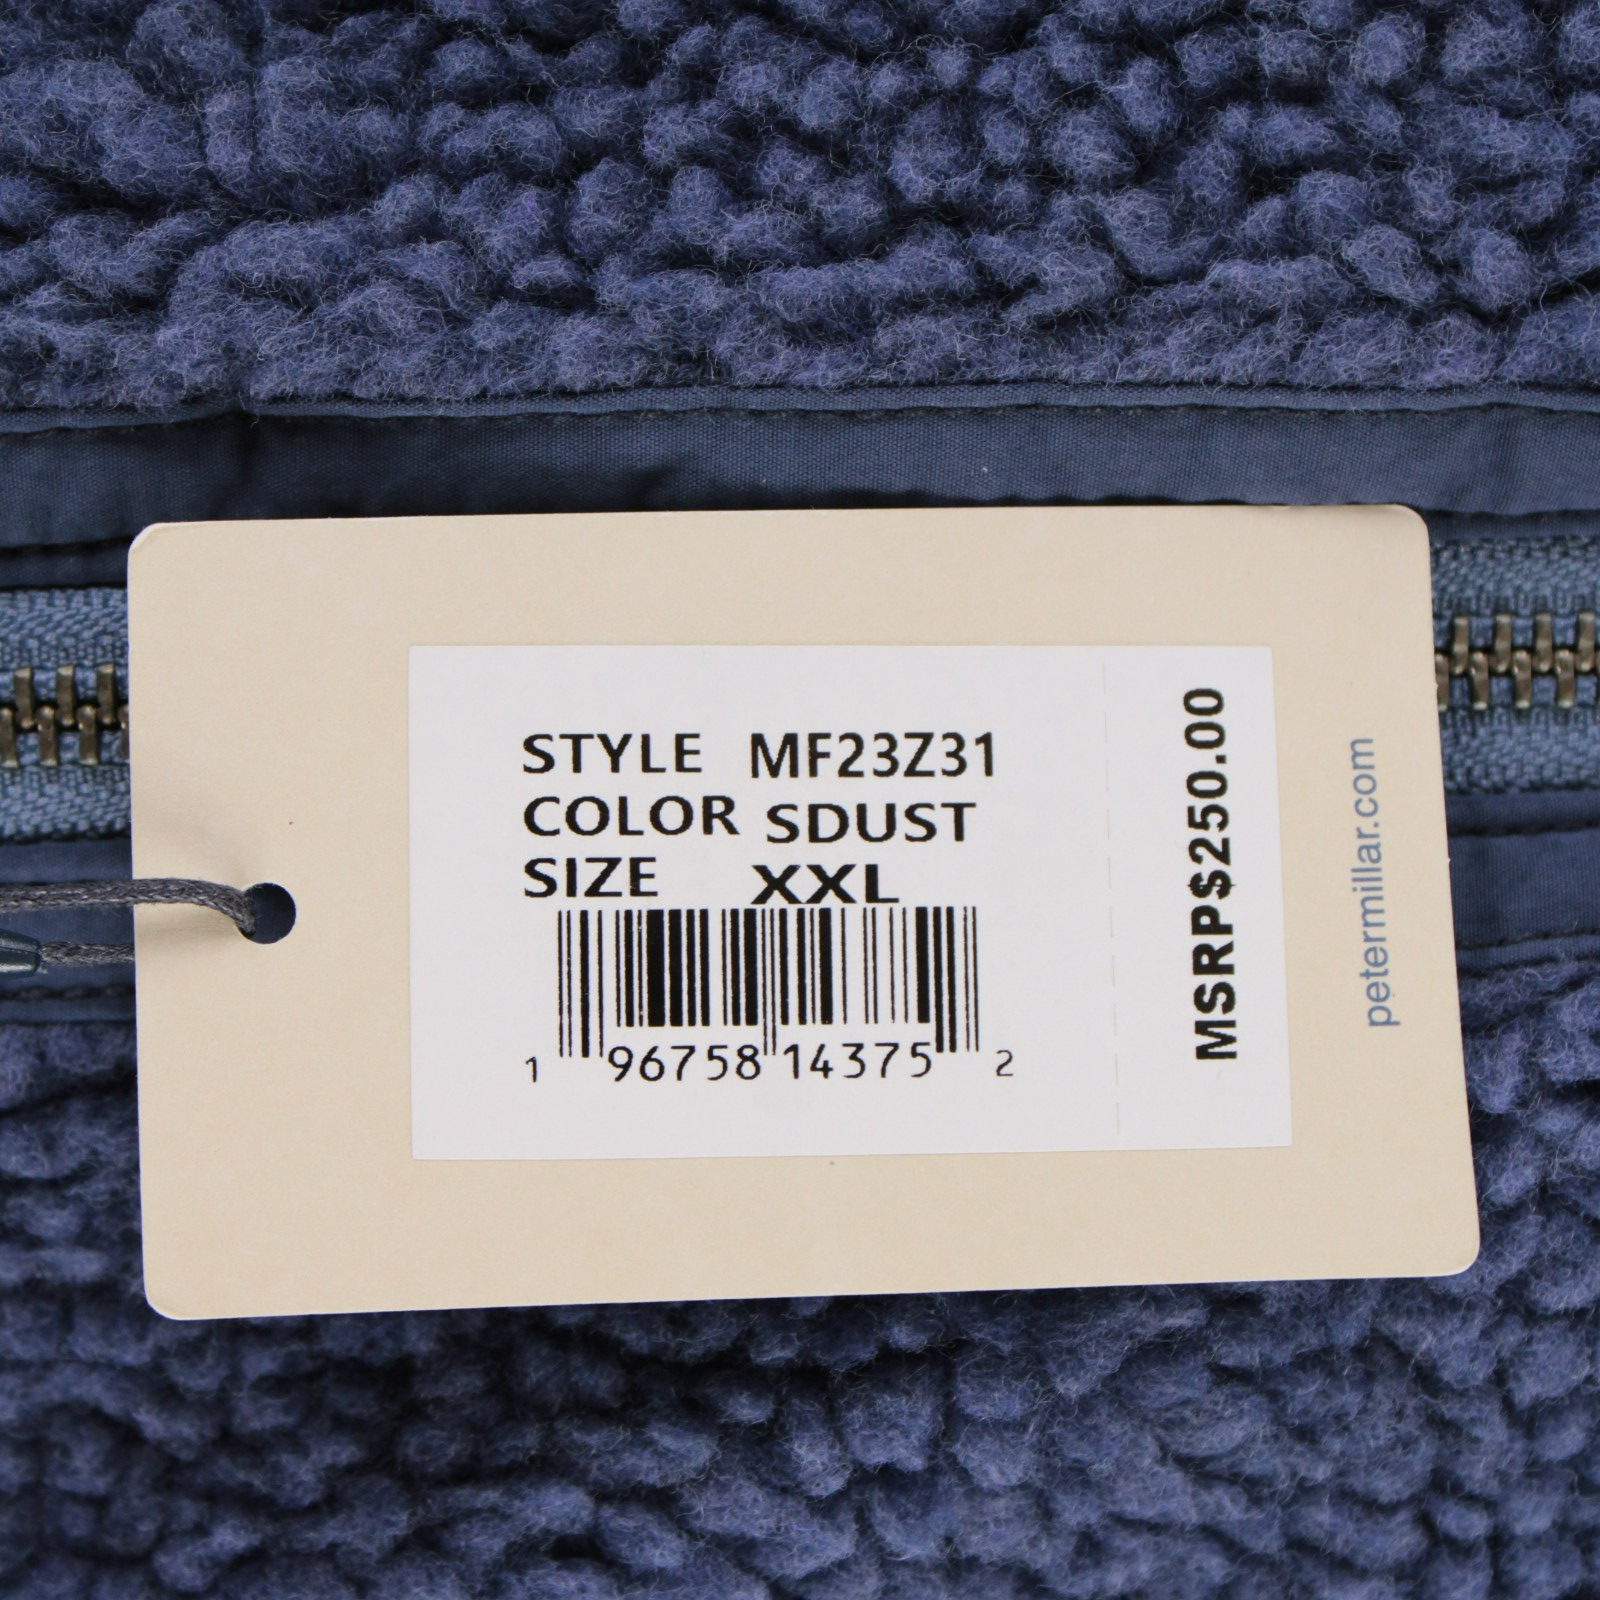 STYLE MF23Z31
COLOR SDUST
SIZE XXL
1 96758 14375 2
MSRP$250.00
petermillar.com